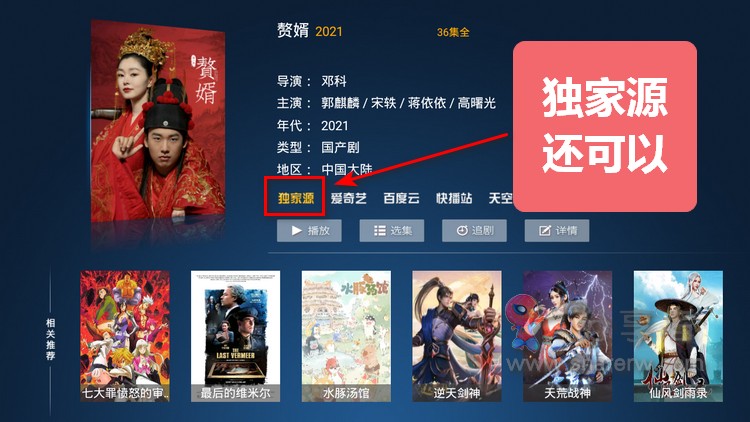 赘婿 2021 36集全
赘婿
导演： 邓科
主演： 郭麒麟 / 宋轶 / 蒋依依 / 高曙光
年代： 2021
类型： 国产剧
地区： 中国大陆
独家源
还可以
独家源 爱奇艺 百度云 快播站 天空
播放 选集 追剧 详情
相关推荐
THE
LAST VERMEER
水豚汤馆
七大罪愤怒的审..
最后的维米尔
水豚汤馆
逆天剑神
天荒战神
仙风剑雨录